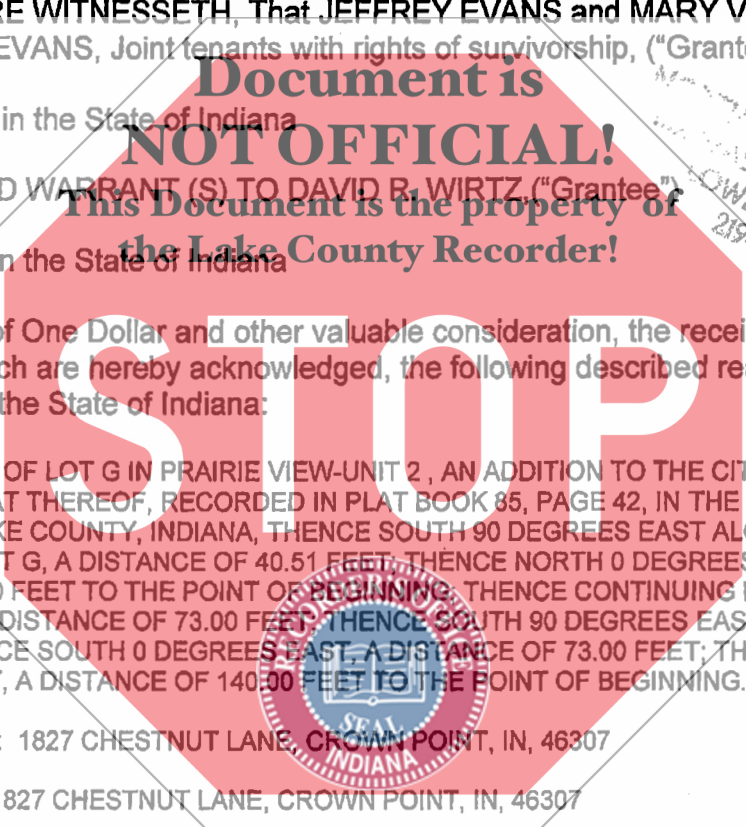 RE WITNESSETH, That JEFFREY EVANS and MARY V
EVANS, Joint tenants with rights of survivorship, ("Grante
Document is
in the State of Indiana
NOT OFFICIAL!
D WARRANT (S) TO DAVID R. WIRTZ, ("Grantee")
This Document is the property of
the Lake County Recorder!
n the State of Indiana
STOP
of One Dollar and other valuable consideration, the recei
ch are hereby acknowledged, the following described re
the State of Indiana:
OF LOT G IN PRAIRIE VIEW-UNIT 2 , AN ADDITION TO THE CIT
AT THEREOF, RECORDED IN PLAT BOOK 85, PAGE 42, IN THE
KE COUNTY, INDIANA, THENCE SOUTH 90 DEGREES EAST ALO
T G, A DISTANCE OF 40.51 FEET; THENCE NORTH 0 DEGREES
0 FEET TO THE POINT OF BEGINNING; THENCE CONTINUING
DISTANCE OF 73.00 FEET; THENCE SOUTH 90 DEGREES EAS
CE SOUTH 0 DEGREES EAST, A DISTANCE OF 73.00 FEET; TH
, A DISTANCE OF 140.00 FEET TO THE POINT OF BEGINNING.
RECORDER'S OFFICE
SEAL
INDIANA
: 1827 CHESTNUT LANE, CROWN POINT, IN, 46307
827 CHESTNUT LANE, CROWN POINT, IN, 46307